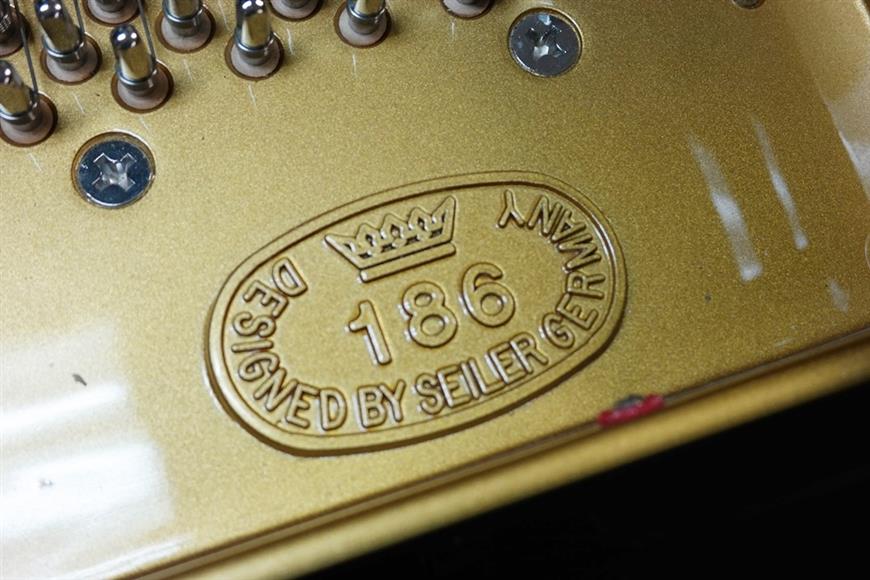 186
DESIGNED BY SEILER GERMANY